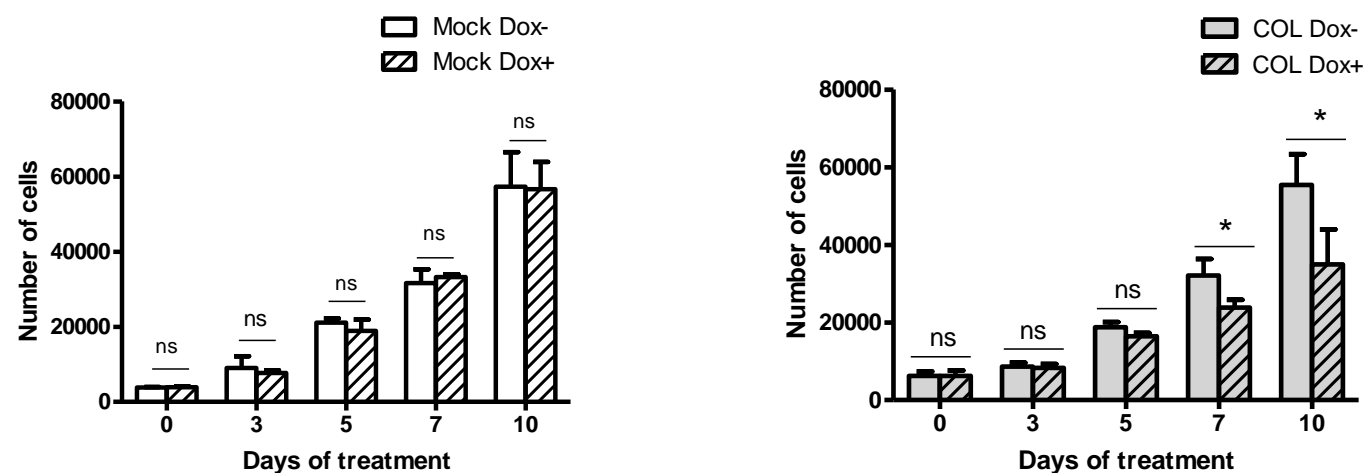 Mock Dox-
Mock Dox+
80000
60000
40000
20000
0
Number of cells
ns
ns
ns
ns
ns
0 3 5 7 10
Days of treatment
COL Dox-
COL Dox+
80000
60000
40000
20000
0
Number of cells
ns
ns
ns
*
*
0 3 5 7 10
Days of treatment